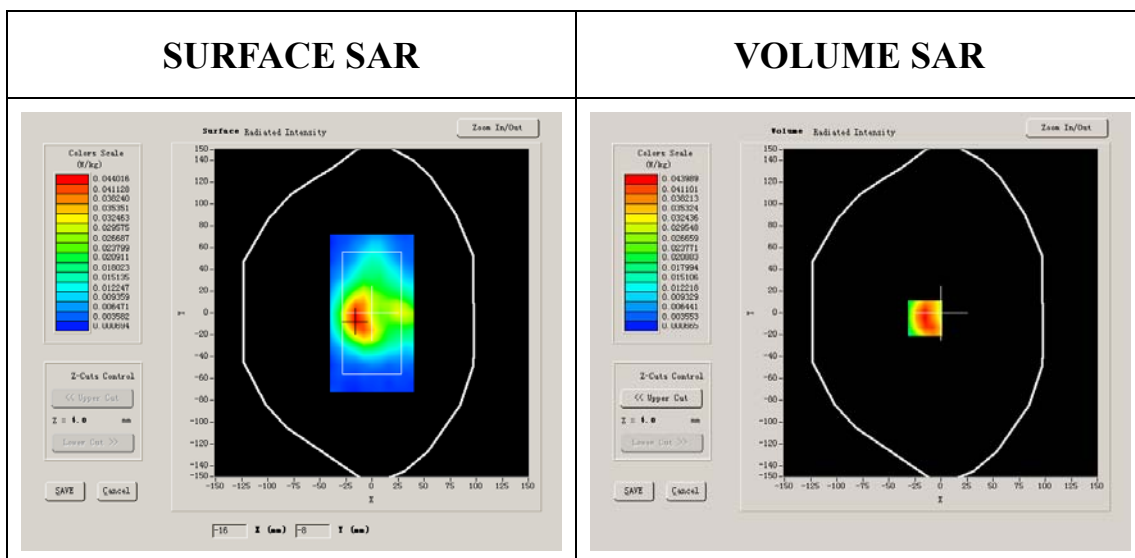 SURFACE SAR
VOLUME SAR
Surface Radiated Intensity
Zoom In/Out
Colors Scale
(W/kg)
0.044016
0.041128
0.038240
0.035351
0.032463
0.029575
0.026687
0.023799
0.020911
0.018023
0.015135
0.012247
0.009359
0.006471
0.003582
0.000694
150
120
100
80
60
40
20
0
-20
-40
-60
-80
-100
-120
-140
-150
Y
-150 -125 -100 -75 -50 -25 0 25 50 75 100 125 150
X
Z-Cuts Control
<< Upper Cut
Z = 4.0 mm
Lower Cut >>
SAVE Cancel
-16 X (mm) -8 Y (mm)
Volume Radiated Intensity
Zoom In/Out
Colors Scale
(W/kg)
0.043989
0.041101
0.038213
0.035324
0.032436
0.029548
0.026659
0.023771
0.020883
0.017994
0.015106
0.012218
0.009329
0.006441
0.003553
0.000665
150
120
100
80
60
40
20
0
-20
-40
-60
-80
-100
-120
-140
-150
Y
-150 -125 -100 -75 -50 -25 0 25 50 75 100 125 150
X
Z-Cuts Control
<< Upper Cut
Z = 4.0 mm
Lower Cut >>
SAVE Cancel